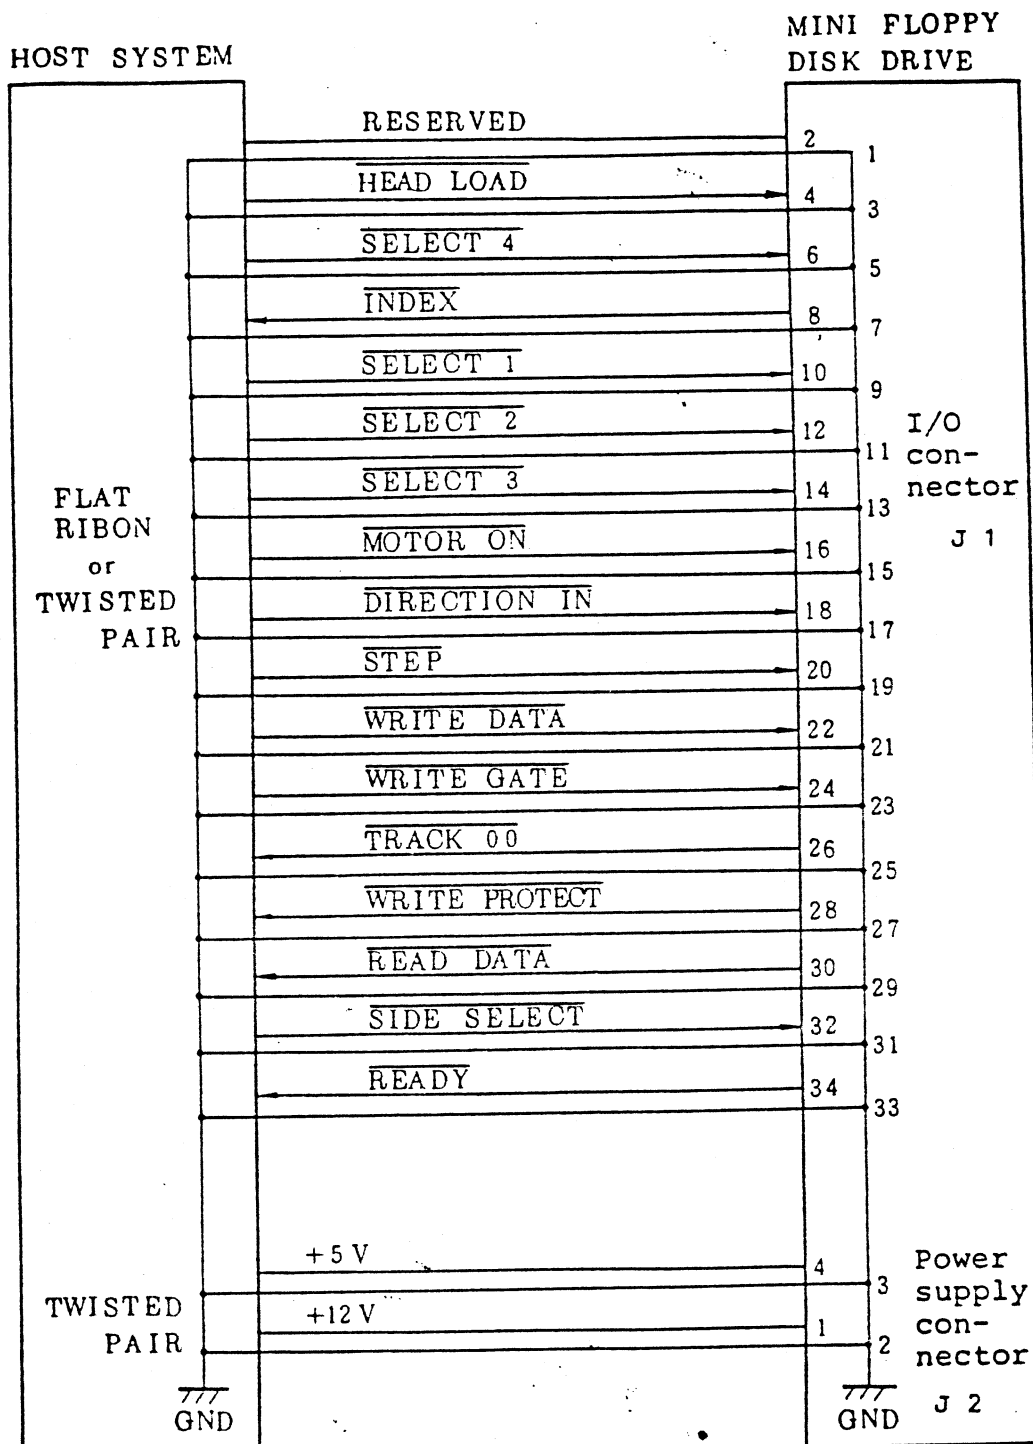 HOST SYSTEM
MINI FLOPPY
DISK DRIVE
RESERVED
2
1
HEAD LOAD
4
3
SELECT 4
6
5
INDEX
8
7
SELECT 1
10
9
SELECT 2
12
11
SELECT 3
14
13
MOTOR ON
16
15
DIRECTION IN
18
17
STEP
20
19
WRITE DATA
22
21
WRITE GATE
24
23
TRACK 00
26
25
WRITE PROTECT
28
27
READ DATA
30
29
SIDE SELECT
32
31
READY
34
33
FLAT
RIBON
or
TWISTED
PAIR
I/O
con-
nector
J 1
+5V
4
3
+12V
1
2
TWISTED
PAIR
Power
supply
con-
nector
J 2
GND
GND